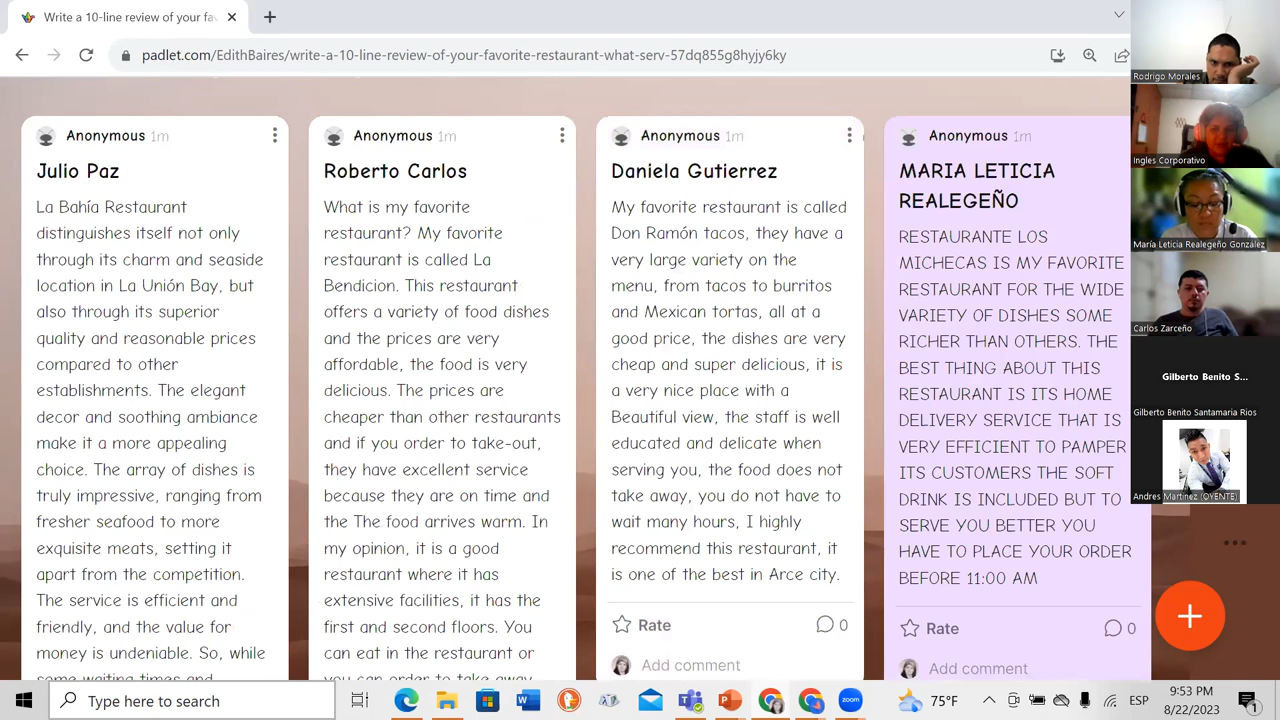 Write a 10-line review of your fav
padlet.com/EdithBaires/write-a-10-line-review-of-your-favorite-restaurant-what-serv-57dq855g8hyjy6ky
Anonymous 1m
Julio Paz
La Bahía Restaurant
distinguishes itself not only
through its charm and seaside
location in La Unión Bay, but
also through its superior
quality and reasonable prices
compared to other
establishments. The elegant
decor and soothing ambiance
make it a more appealing
choice. The array of dishes is
truly impressive, ranging from
fresher seafood to more
exquisite meats, setting it
apart from the competition.
The service is efficient and
friendly, and the value for
money is undeniable. So, while
some waiting times and
Anonymous 1m
Roberto Carlos
What is my favorite
restaurant? My favorite
restaurant is called La
Bendicion. This restaurant
offers a variety of food dishes
and the prices are very
affordable, the food is very
delicious. The prices are
cheaper than other restaurants
and if you order to take-out,
they have excellent service
because they are on time and
the The food arrives warm. In
my opinion, it is a good
restaurant where it has
extensive facilities, it has the
first and second floor. You
can eat in the restaurant or
you can order to take away
Anonymous 1m
Daniela Gutierrez
My favorite restaurant is called
Don Ramón tacos, they have a
very large variety on the
menu, from tacos to burritos
and Mexican tortas, all at a
good price, the dishes are very
cheap and super delicious, it is
a very nice place with a
Beautiful view, the staff is well
educated and delicate when
serving you, the food does not
take away, you do not have to
wait many hours, I highly
recommend this restaurant, it
is one of the best in Arce city.
Rate 0
Add comment
Anonymous 1m
MARIA LETICIA
REALEGEÑO
RESTAURANTE LOS
MICHECAS IS MY FAVORITE
RESTAURANT FOR THE WIDE
VARIETY OF DISHES SOME
RICHER THAN OTHERS. THE
BEST THING ABOUT THIS
RESTAURANT IS ITS HOME
DELIVERY SERVICE THAT IS
VERY EFFICIENT TO PAMPER
ITS CUSTOMERS THE SOFT
DRINK IS INCLUDED BUT TO
SERVE YOU BETTER YOU
HAVE TO PLACE YOUR ORDER
BEFORE 11:00 AM
Rate 0
Add comment
Rodrigo Morales
Ingles Corporativo
María Leticia Realegeño González
Carlos Zarceño
Gilberto Benito S...
Gilberto Benito Santamaria Rios
Andres Martinez (OYENTE)
Type here to search
zoom
75°F
ESP
9:53 PM
8/22/2023
1